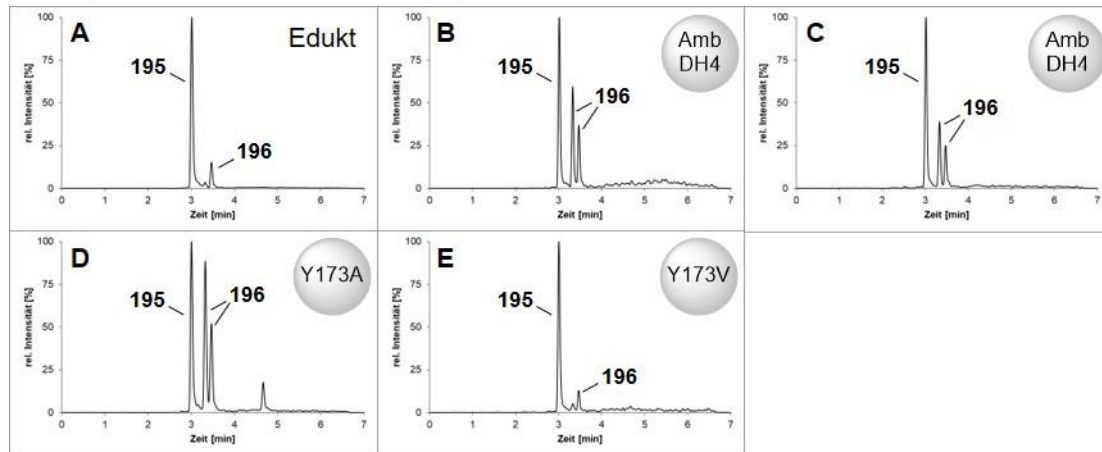 A
Edukt
195
196
rel. Intensität [%]
100
75
50
25
0
0 1 2 3 4 5 6 7
Zeit [min]
B
Amb
DH4
195
196
rel. Intensität [%]
100
75
50
25
0
0 1 2 3 4 5 6 7
Zeit [min]
C
Amb
DH4
195
196
rel. Intensität [%]
100
75
50
25
0
0 1 2 3 4 5 6 7
Zeit [min]
D
Y173A
195
196
rel. Intensität [%]
100
75
50
25
0
0 1 2 3 4 5 6 7
Zeit [min]
E
Y173V
195
196
rel. Intensität [%]
100
75
50
25
0
0 1 2 3 4 5 6 7
Zeit [min]